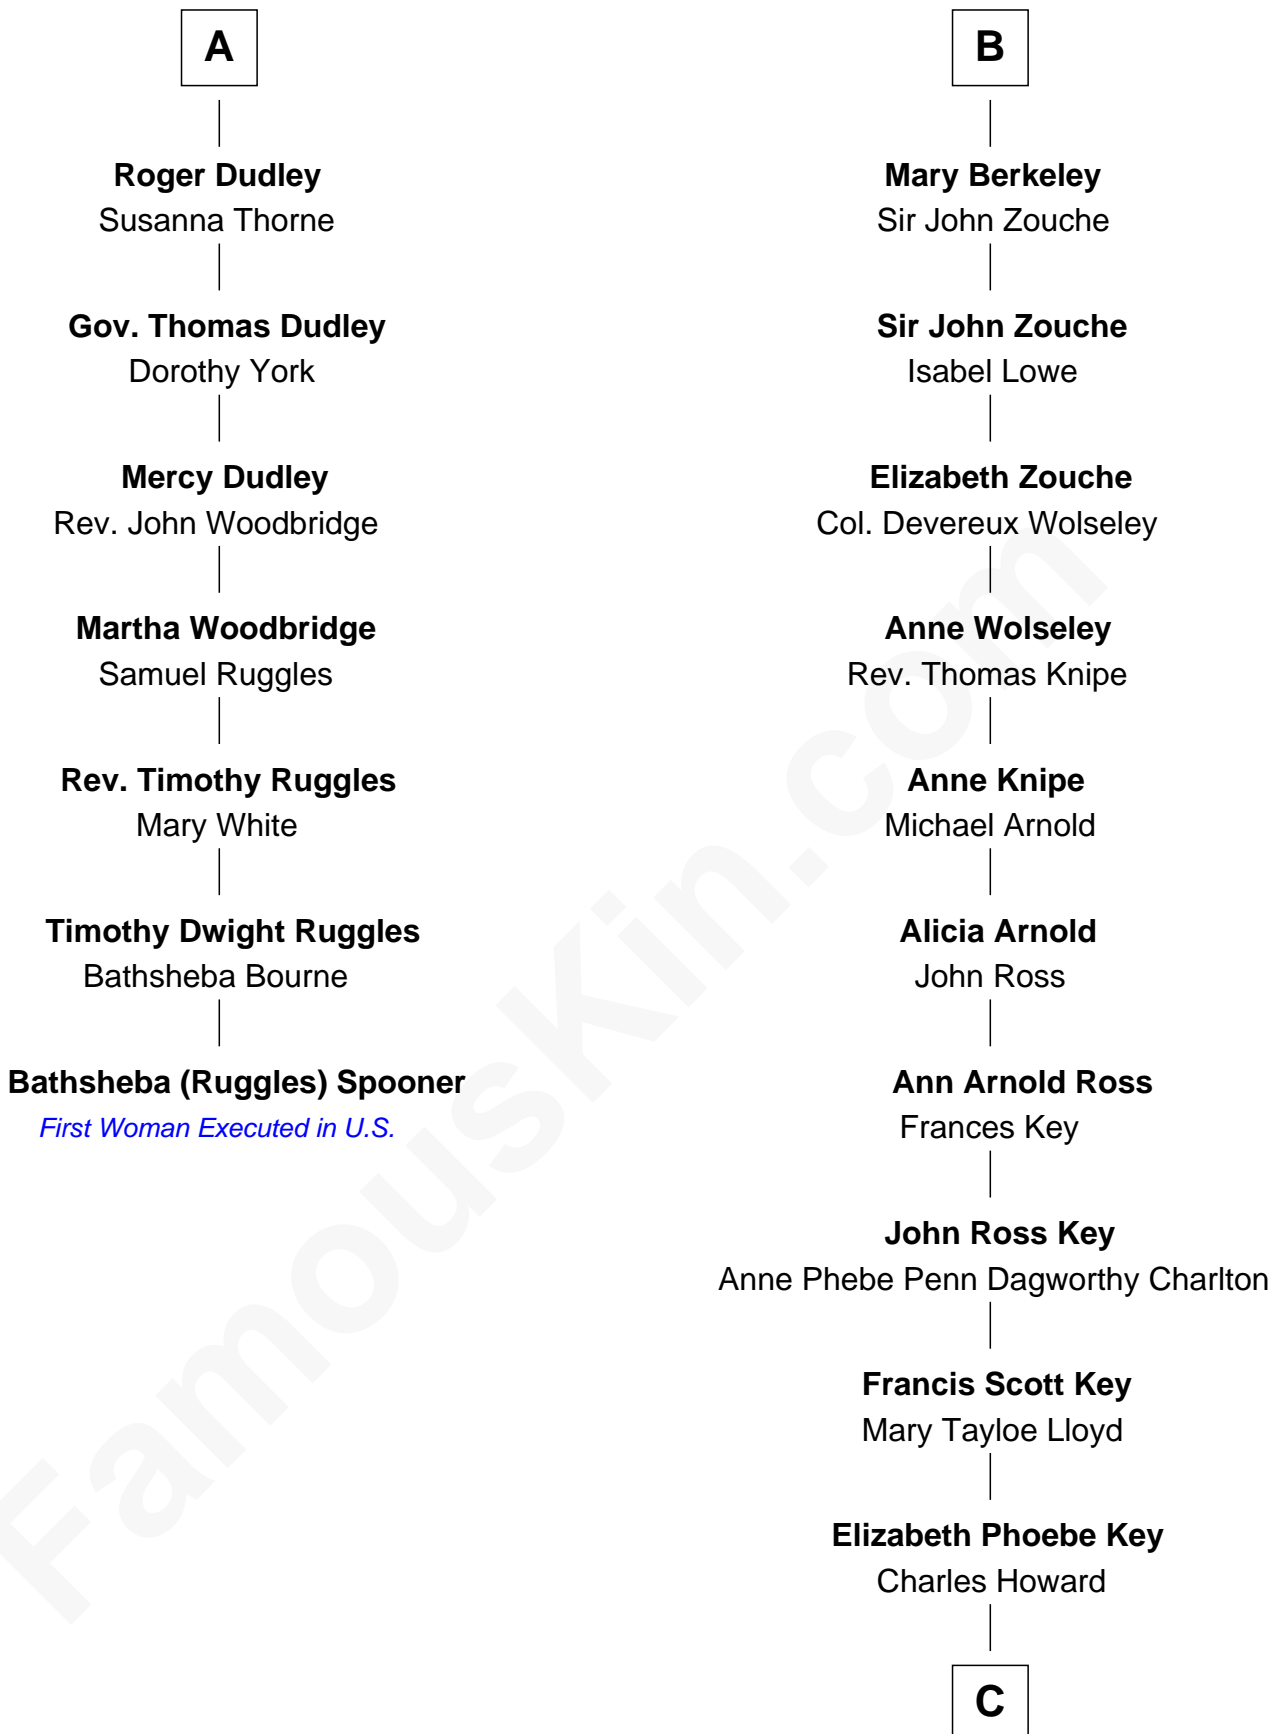 A
Roger Dudley
Susanna Thorne
Gov. Thomas Dudley
Dorothy York
Mercy Dudley
Rev. John Woodbridge
Martha Woodbridge
Samuel Ruggles
Rev. Timothy Ruggles
Mary White
Timothy Dwight Ruggles
Bathsheba Bourne
Bathsheba (Ruggles) Spooner
First Woman Executed in U.S.
B
Mary Berkeley
Sir John Zouche
Sir John Zouche
Isabel Lowe
Elizabeth Zouche
Col. Devereux Wolseley
Anne Wolseley
Rev. Thomas Knipe
Anne Knipe
Michael Arnold
Alicia Arnold
John Ross
Ann Arnold Ross
Frances Key
John Ross Key
Anne Phebe Penn Dagworthy Charlton
Francis Scott Key
Mary Tayloe Lloyd
Elizabeth Phoebe Key
Charles Howard
C
FamousKin.com